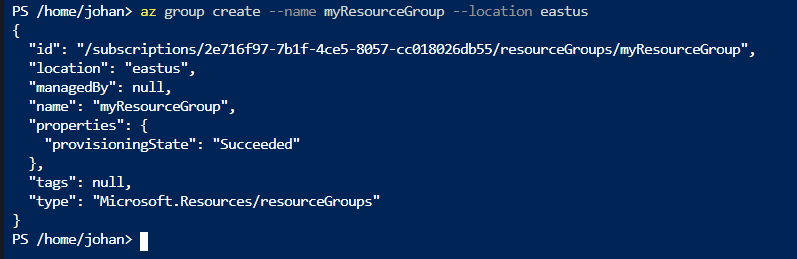 PS /home/johan> az group create --name myResourceGroup --location eastus
{
  "id": "/subscriptions/2e716f97-7b1f-4ce5-8057-cc018026db55/resourceGroups/myResourceGroup",
  "location": "eastus",
  "managedBy": null,
  "name": "myResourceGroup",
  "properties": {
    "provisioningState": "Succeeded"
  },
  "tags": null,
  "type": "Microsoft.Resources/resourceGroups"
}
PS /home/johan>